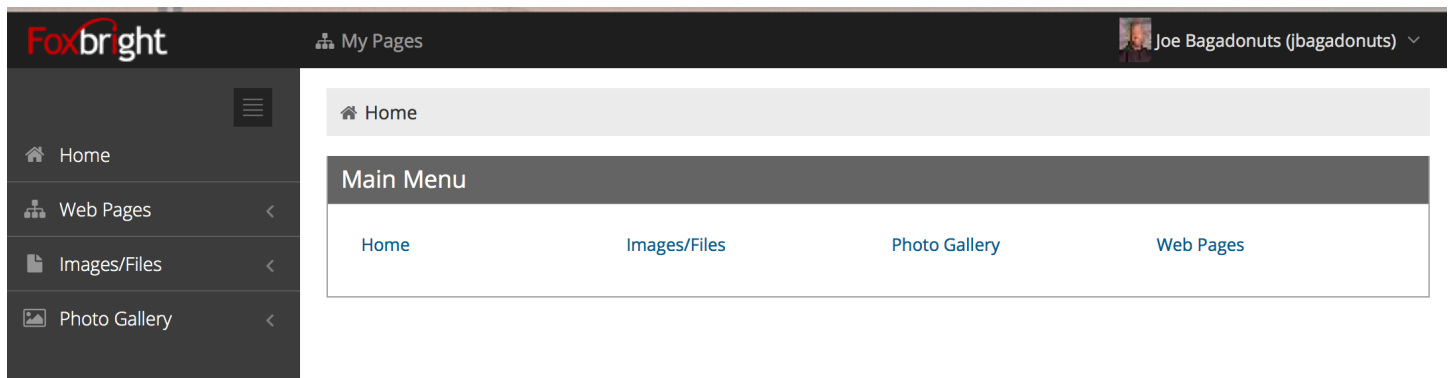 Foxbright
My Pages
Joe Bagadonuts (jbagadonuts)
Home
Web Pages
Images/Files
Photo Gallery
Home
Main Menu
Home Images/Files Photo Gallery Web Pages